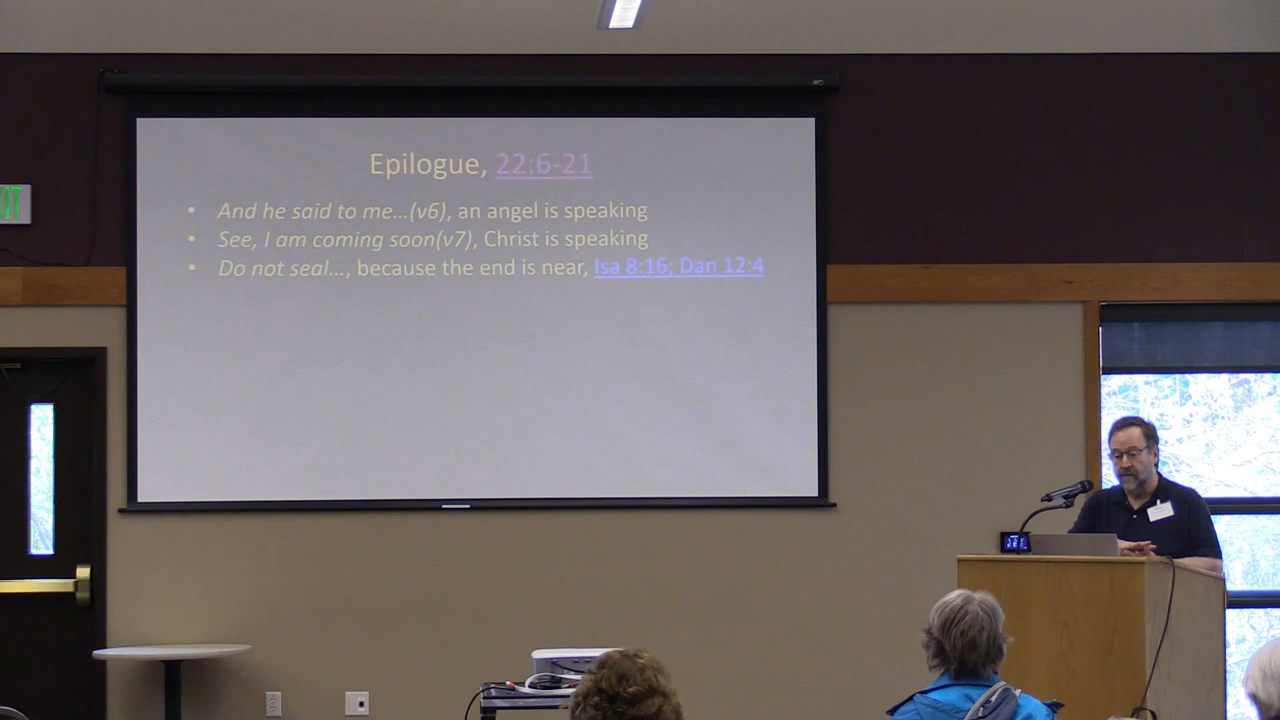 Epilogue, 22:6-21
• And he said to me...(v6), an angel is speaking
• See, I am coming soon(v7), Christ is speaking
• Do not seal..., because the end is near, Isa 8:16; Dan 12:4